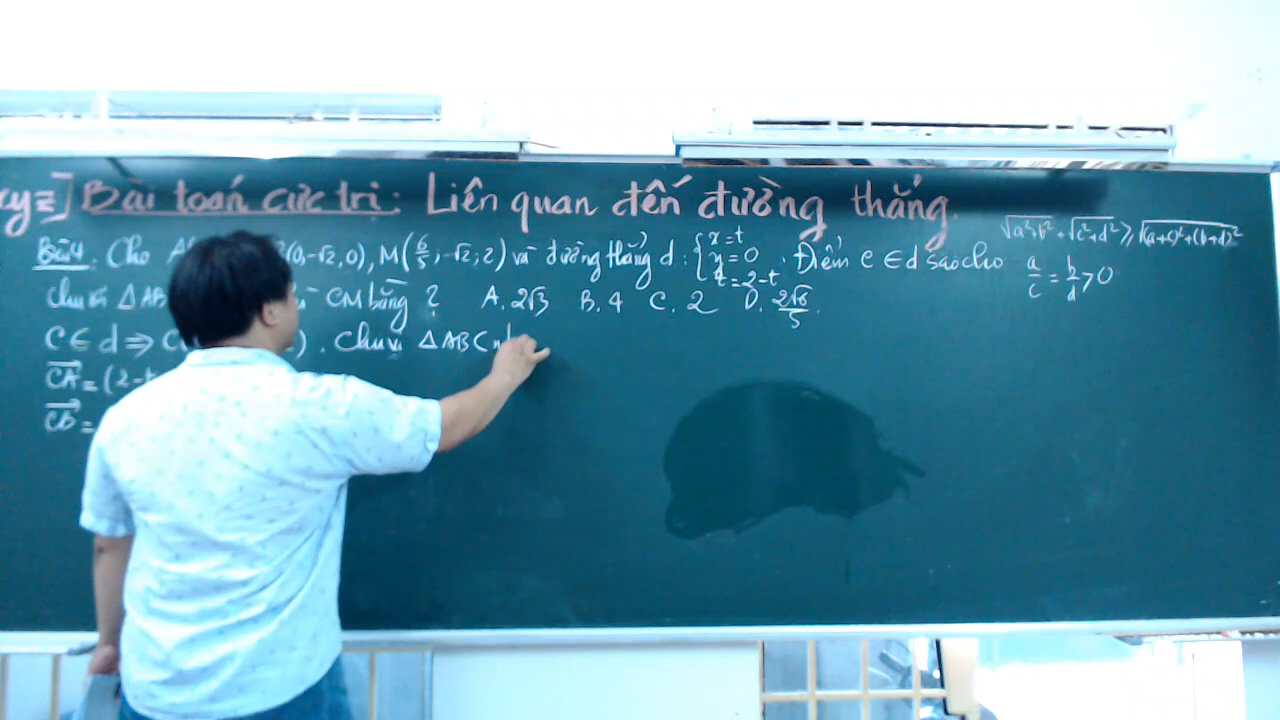 Bài toán cực trị: Liên quan đến đường thẳng.
√a²+b² + √c²+d² ≥ √(a+c)²+(b+d)²
a/c = b/d > 0
Bài 4. Cho (0,-√2,0), M(6/5;-√2;2) và đường thẳng d: { x=t
y=0
z=2-t . Điểm C ∈ d sao cho
chu vi ΔAB CM bằng ? A. 2√3 B. 4 C. 2 D. 2√6/5.
C ∈ d ⇒ C( ). Chu vi ΔABC
CA = (2-t
CB =